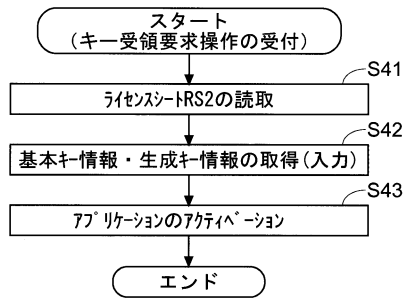 スタート
(キー受領要求操作の受付)
S41
ﾗｲｾﾝｽｼｰﾄRS2の読取
S42
基本キー情報・生成キー情報の取得(入力)
S43
ｱﾌﾟﾘｹｰｼｮﾝのｱｸﾃｨﾍﾞｰｼｮﾝ
エンド